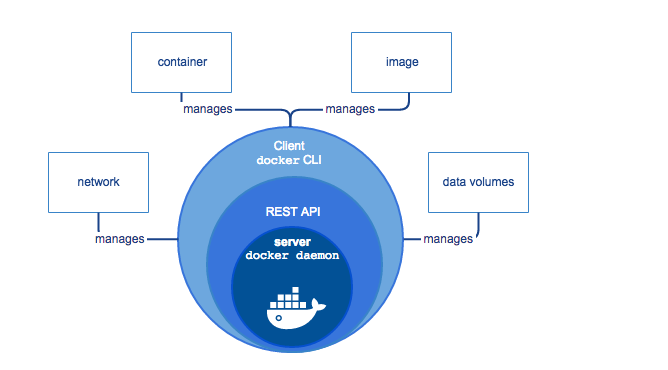 container
image
manages
manages
Client
docker CLI
network
data volumes
REST API
manages
manages
server
docker daemon